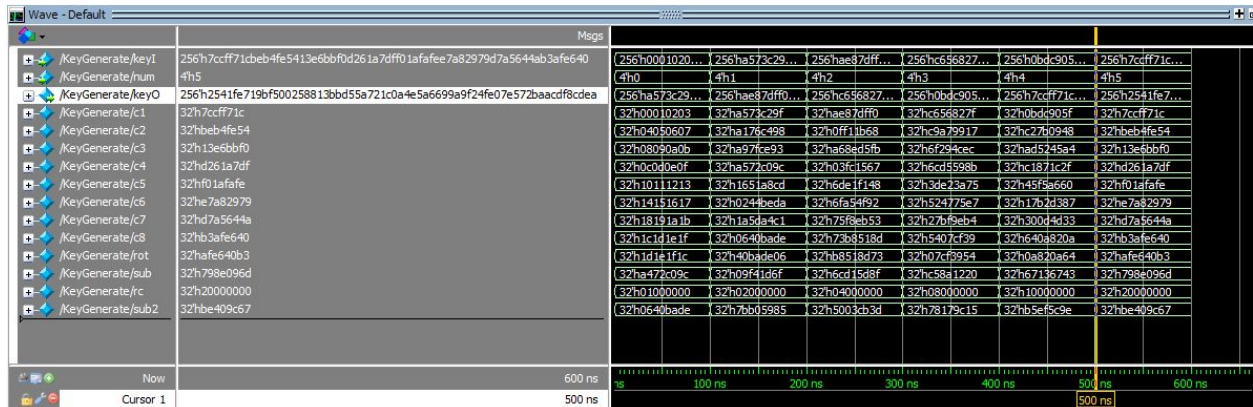 Wave - Default
Msgs
/KeyGenerate/keyI 256'h7ccff71cbeb4fe5413e6bbf0d261a7dff01afafee7a82979d7a5644ab3afe640 256'h0001020... 256'ha573c29... 256'hae87dff... 256'hc656827... 256'h0bdc905... 256'h7ccff71c...
/KeyGenerate/num 4'h5 4'h0 4'h1 4'h2 4'h3 4'h4 4'h5
/KeyGenerate/keyO 256'h2541fe719bf500258813bbd55a721c0a4e5a6699a9f24fe07e572baacdf8cdea 256'ha573c29... 256'hae87dff0... 256'hc656827... 256'h0bdc905... 256'h7ccff71c... 256'h2541fe7...
/KeyGenerate/c1 32'h7ccff71c 32'h00010203 32'ha573c29f 32'hae87dff0 32'hc656827f 32'h0bdc905f 32'h7ccff71c
/KeyGenerate/c2 32'hbeb4fe54 32'h04050607 32'ha176c498 32'h0ff11b68 32'hc9a79917 32'hc27b0948 32'hbeb4fe54
/KeyGenerate/c3 32'h13e6bbf0 32'h08090a0b 32'ha97fce93 32'ha68ed5fb 32'h6f294cec 32'had5245a4 32'h13e6bbf0
/KeyGenerate/c4 32'hd261a7df 32'h0c0d0e0f 32'ha572c09c 32'h03fc1567 32'h6cd5598b 32'hc1871c2f 32'hd261a7df
/KeyGenerate/c5 32'hf01afafe 32'h10111213 32'h1651a8cd 32'h6de1f148 32'h3de23a75 32'h45f5a660 32'hf01afafe
/KeyGenerate/c6 32'he7a82979 32'h14151617 32'h0244beda 32'h6fa54f92 32'h524775e7 32'h17b2d387 32'he7a82979
/KeyGenerate/c7 32'hd7a5644a 32'h18191a1b 32'h1a5da4c1 32'h75f8eb53 32'h27bf9eb4 32'h300d4d33 32'hd7a5644a
/KeyGenerate/c8 32'hb3afe640 32'h1c1d1e1f 32'h0640bade 32'h73b8518d 32'h5407cf39 32'h640a820a 32'hb3afe640
/KeyGenerate/rot 32'hafe640b3 32'h1d1e1f1c 32'h40bade06 32'hb8518d73 32'h07cf3954 32'h0a820a64 32'hafe640b3
/KeyGenerate/sub 32'h798e096d 32'ha472c09c 32'h09f41d6f 32'h6cd15d8f 32'hc58a1220 32'h67136743 32'h798e096d
/KeyGenerate/rc 32'h20000000 32'h01000000 32'h02000000 32'h04000000 32'h08000000 32'h10000000 32'h20000000
/KeyGenerate/sub2 32'hbe409c67 32'h0640bade 32'h7bb05985 32'h5003cb3d 32'h78179c15 32'hb5ef5c9e 32'hbe409c67
Now 600 ns ns 100 ns 200 ns 300 ns 400 ns 500 ns 600 ns
Cursor 1 500 ns 500 ns